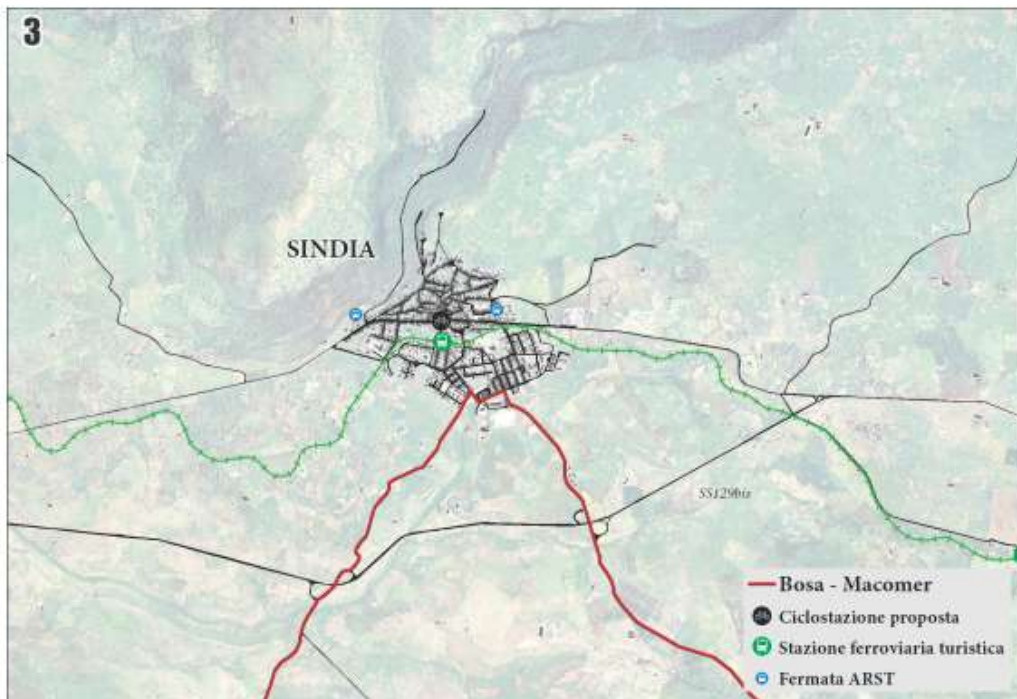 3
SINDIA
SS129bis
Bosa - Macomer
Ciclostazione proposta
Stazione ferroviaria turistica
Fermata ARST